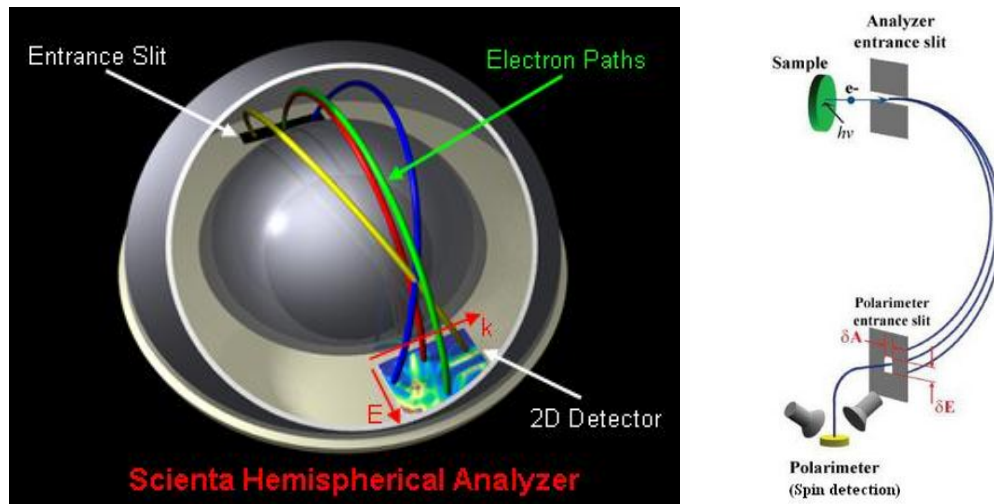 Entrance Slit
Electron Paths
k
E
2D Detector
Scienta Hemispherical Analyzer
Analyzer
entrance slit
Sample
e-
hν
Polarimeter
entrance slit
δA
δE
Polarimeter
(Spin detection)